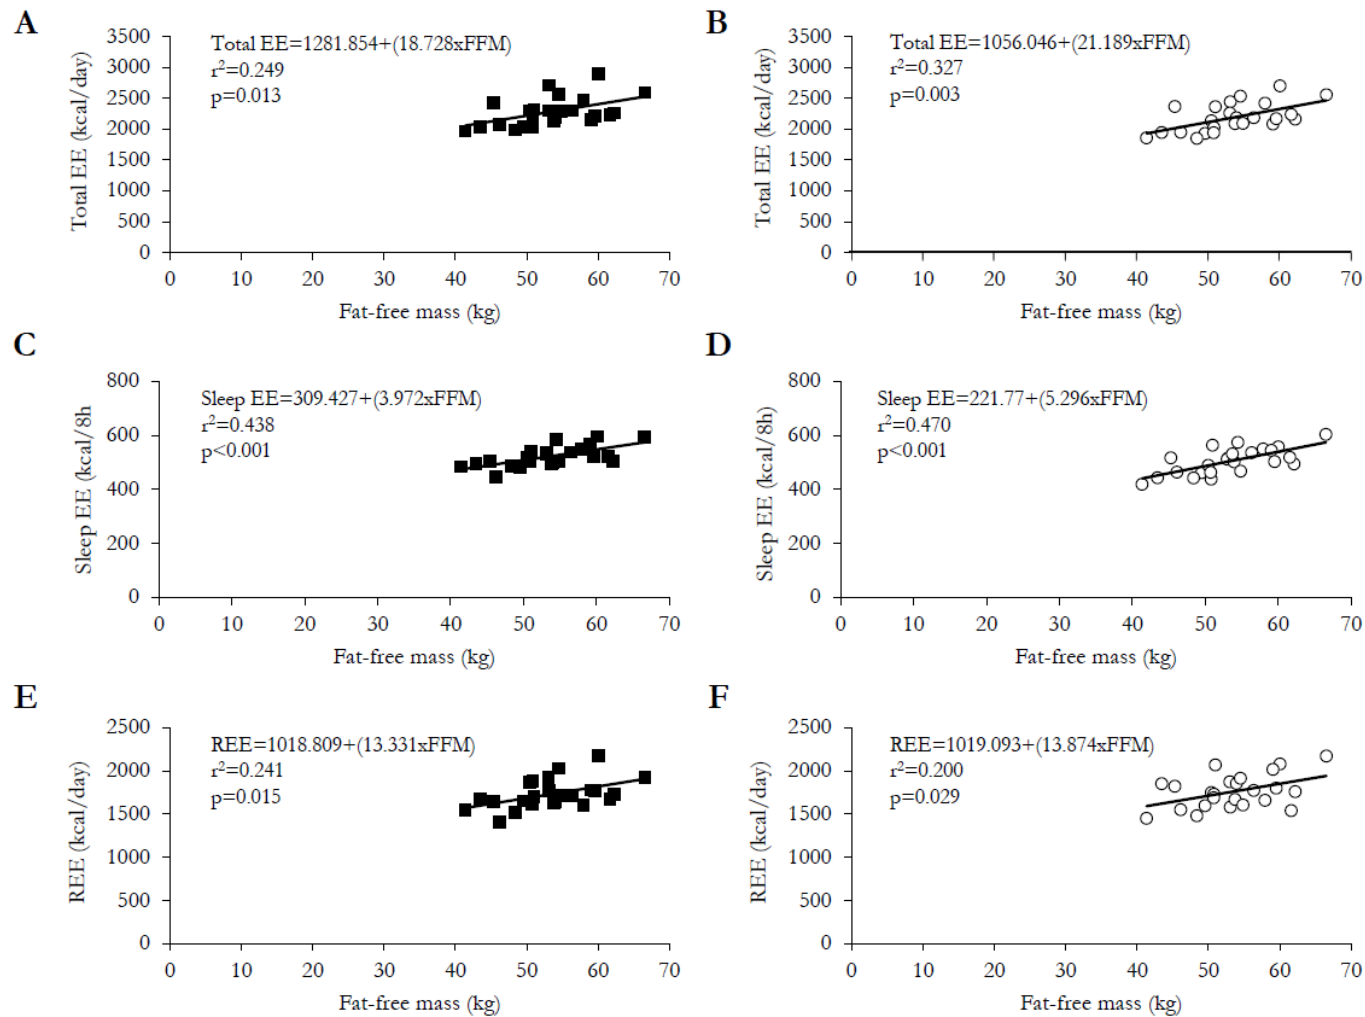 A
Total EE=1281.854+(18.728xFFM)
r²=0.249
p=0.013
Total EE (kcal/day)
3500
3000
2500
2000
1500
1000
500
0
0 10 20 30 40 50 60 70
Fat-free mass (kg)
B
Total EE=1056.046+(21.189xFFM)
r²=0.327
p=0.003
Total EE (kcal/day)
3500
3000
2500
2000
1500
1000
500
0
0 10 20 30 40 50 60 70
Fat-free mass (kg)
C
Sleep EE=309.427+(3.972xFFM)
r²=0.438
p<0.001
Sleep EE (kcal/8h)
800
600
400
200
0
0 10 20 30 40 50 60 70
Fat-free mass (kg)
D
Sleep EE=221.77+(5.296xFFM)
r²=0.470
p<0.001
Sleep EE (kcal/8h)
800
600
400
200
0
0 10 20 30 40 50 60 70
Fat-free mass (kg)
E
REE=1018.809+(13.331xFFM)
r²=0.241
p=0.015
REE (kcal/day)
2500
2000
1500
1000
500
0
0 10 20 30 40 50 60 70
Fat-free mass (kg)
F
REE=1019.093+(13.874xFFM)
r²=0.200
p=0.029
REE (kcal/day)
2500
2000
1500
1000
500
0
0 10 20 30 40 50 60 70
Fat-free mass (kg)